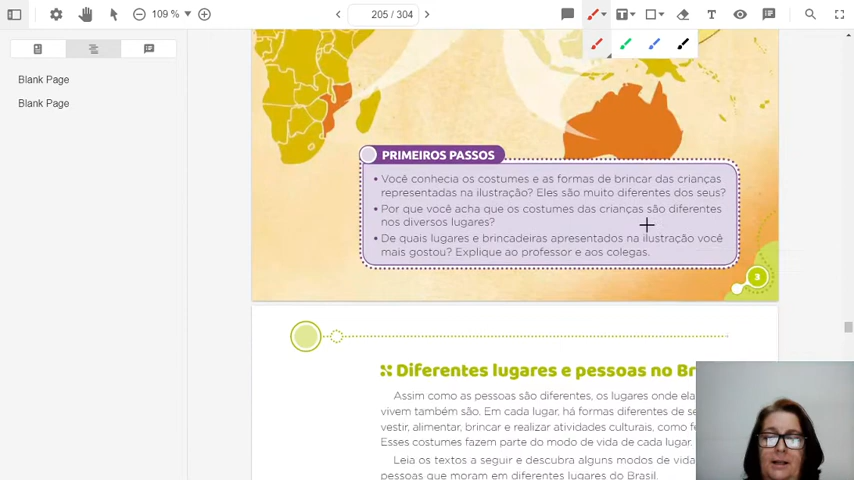 109 %
205 / 304
Blank Page
Blank Page
PRIMEIROS PASSOS
• Você conhecia os costumes e as formas de brincar das crianças
representadas na ilustração? Eles são muito diferentes dos seus?
• Por que você acha que os costumes das crianças são diferentes
nos diversos lugares?
• De quais lugares e brincadeiras apresentados na ilustração você
mais gostou? Explique ao professor e aos colegas.
3
Diferentes lugares e pessoas no Br
Assim como as pessoas são diferentes, os lugares onde ela
vivem também são. Em cada lugar, há formas diferentes de se
vestir, alimentar, brincar e realizar atividades culturais, como fe
Esses costumes fazem parte do modo de vida de cada lugar.
Leia os textos a seguir e descubra alguns modos de vida
pessoas que moram em diferentes lugares do Brasil.